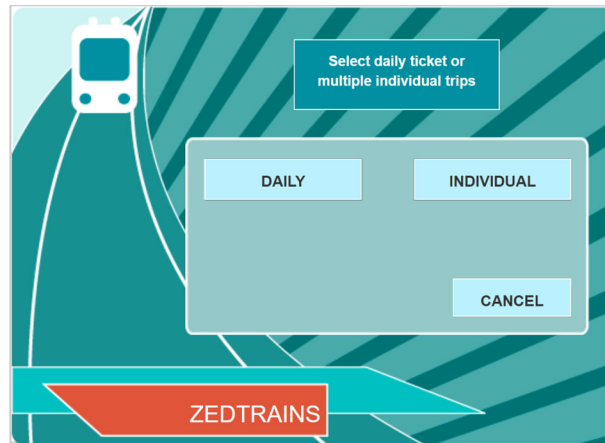 Select daily ticket or
multiple individual trips
DAILY
INDIVIDUAL
CANCEL
ZEDTRAINS